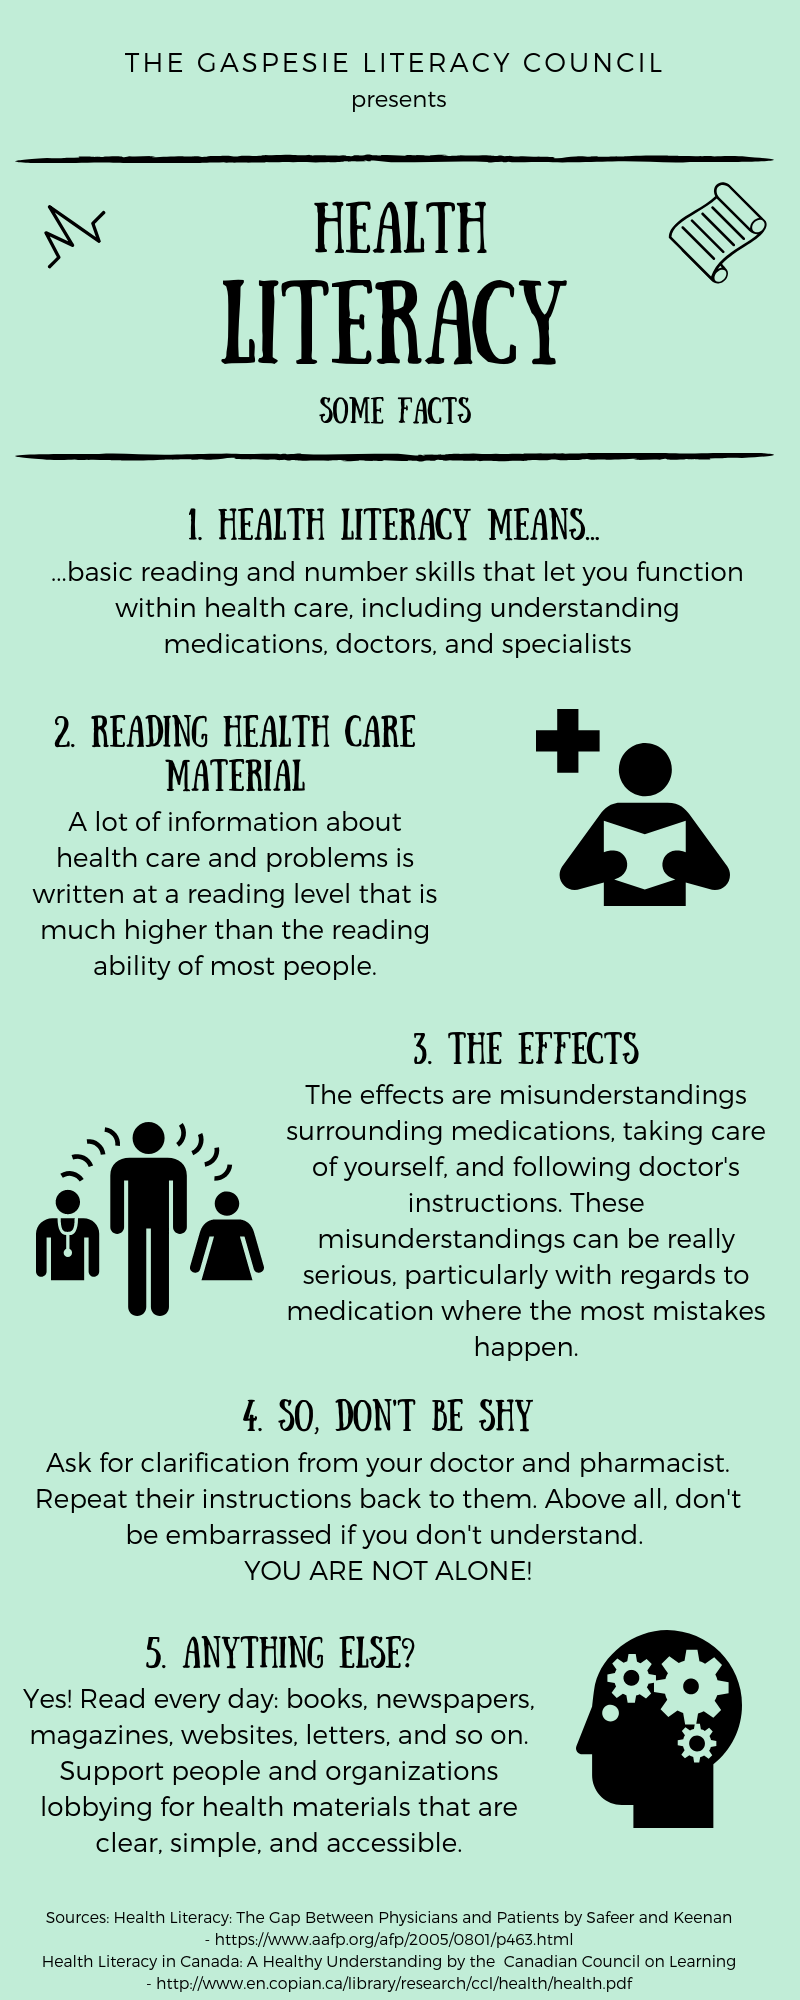 THE GASPESIE LITERACY COUNCIL
presents
HEALTH
LITERACY
SOME FACTS
1. HEALTH LITERACY MEANS...
...basic reading and number skills that let you function
within health care, including understanding
medications, doctors, and specialists
2. READING HEALTH CARE
MATERIAL
A lot of information about
health care and problems is
written at a reading level that is
much higher than the reading
ability of most people.
3. THE EFFECTS
The effects are misunderstandings
surrounding medications, taking care
of yourself, and following doctor's
instructions. These
misunderstandings can be really
serious, particularly with regards to
medication where the most mistakes
happen.
4. SO, DON'T BE SHY
Ask for clarification from your doctor and pharmacist.
Repeat their instructions back to them. Above all, don't
be embarrassed if you don't understand.
YOU ARE NOT ALONE!
5. ANYTHING ELSE?
Yes! Read every day: books, newspapers,
magazines, websites, letters, and so on.
Support people and organizations
lobbying for health materials that are
clear, simple, and accessible.
Sources: Health Literacy: The Gap Between Physicians and Patients by Safeer and Keenan
- https://www.aafp.org/afp/2005/0801/p463.html
Health Literacy in Canada: A Healthy Understanding by the Canadian Council on Learning
- http://www.en.copian.ca/library/research/ccl/health/health.pdf